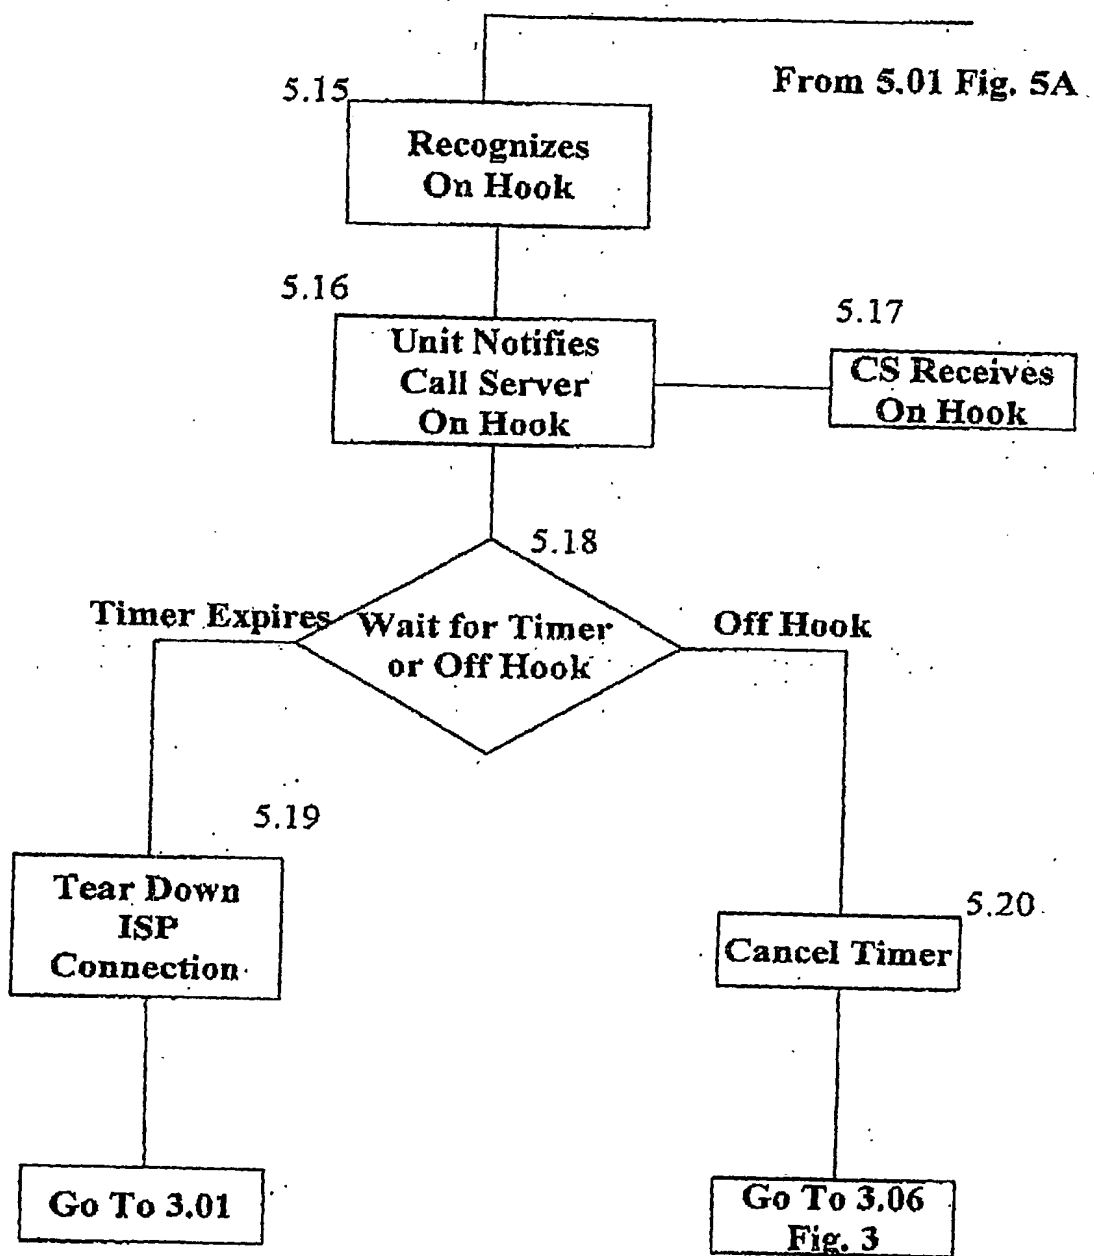 From 5.01 Fig. 5A
5.15
Recognizes
On Hook
5.16
Unit Notifies
Call Server
On Hook
5.17
CS Receives
On Hook
5.18
Timer Expires
Wait for Timer
or Off Hook
Off Hook
5.19
Tear Down
ISP
Connection
5.20
Cancel Timer
Go To 3.01
Go To 3.06
Fig. 3